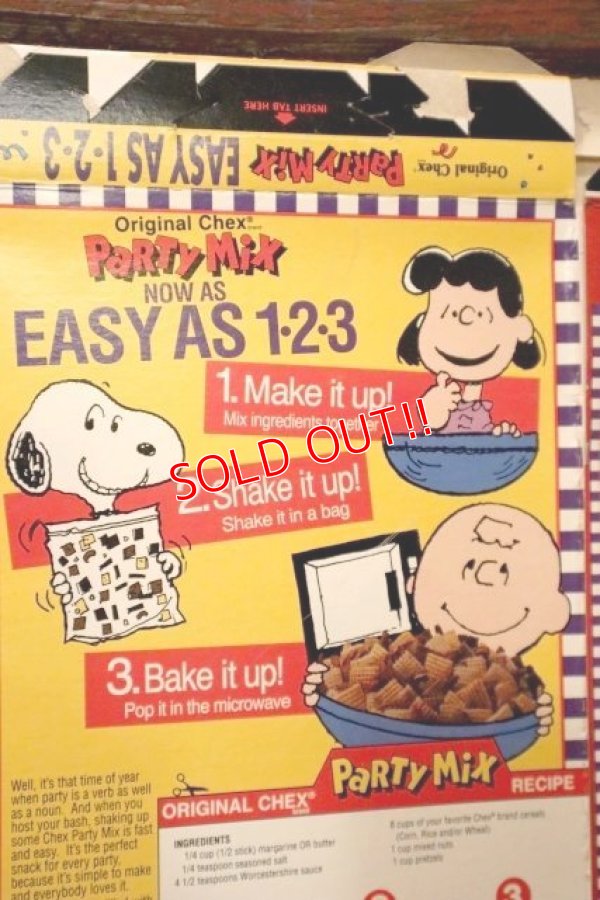 INSERT TAB HERE
Original Chex PaRTY MiX EASY AS 1·2·3
Original Chex®
PaRTY MiX
NOW AS
EASY AS 1·2·3
1. Make it up!
Mix ingredients together
SOLD OUT!!
2. Shake it up!
Shake it in a bag
3. Bake it up!
Pop it in the microwave
Well, it's that time of year
when party is a verb as well
as a noun. And when you
host your bash, shaking up
some Chex Party Mix is fast
and easy. It's the perfect
snack for every party,
because it's simple to make
and everybody loves it.
ORIGINAL CHEX® PaRTY MiX RECIPE
INGREDIENTS
1/4 cup (1/2 stick) margarine OR butter
1/4 teaspoon seasoned salt
4 1/2 teaspoons Worcestershire sauce
8 cups of your favorite Chex® brand cereals
(Corn, Rice and/or Wheat)
1 cup mixed nuts
1 cup pretzels
3